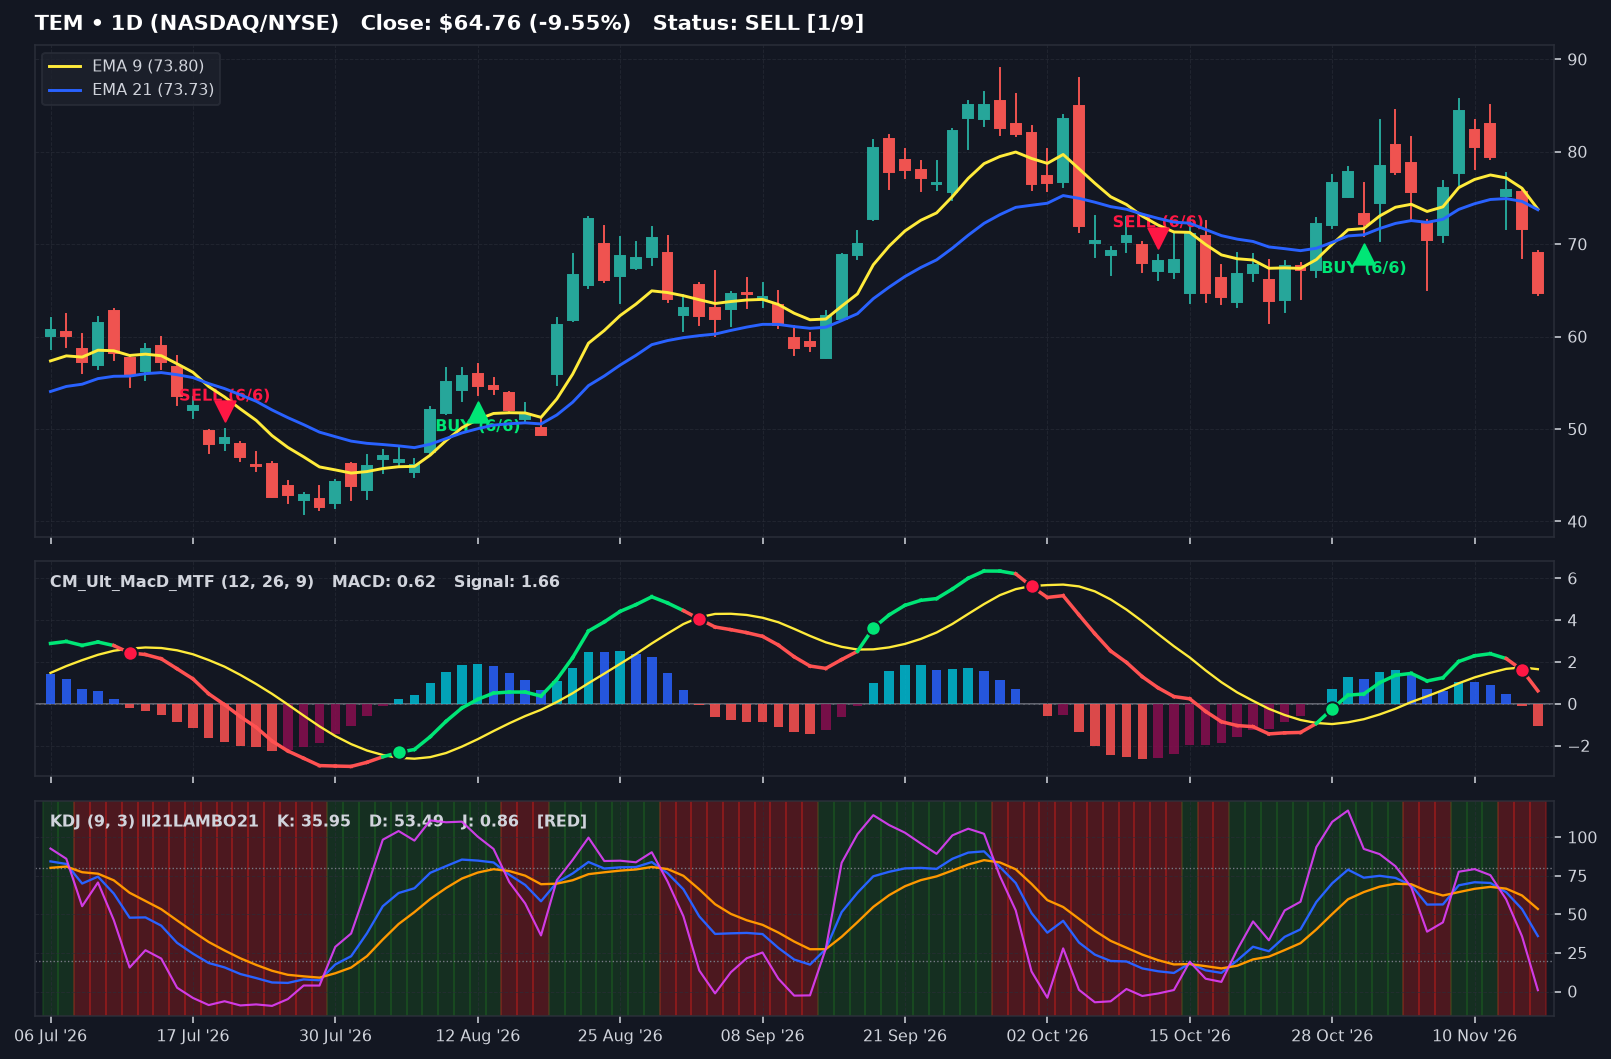 TEM • 1D (NASDAQ/NYSE)   Close: $64.76 (-9.55%)   Status: SELL [1/9]
EMA 9 (73.80)
EMA 21 (73.73)
90
80
70
60
50
40
SELL (6/6)
BUY (6/6)
SELL (6/6)
BUY (6/6)
CM_Ult_MacD_MTF (12, 26, 9)   MACD: 0.62   Signal: 1.66
6
4
2
0
−2
KDJ (9, 3) II21LAMBO21   K: 35.95   D: 53.49   J: 0.86   [RED]
100
75
50
25
0
06 Jul '26
17 Jul '26
30 Jul '26
12 Aug '26
25 Aug '26
08 Sep '26
21 Sep '26
02 Oct '26
15 Oct '26
28 Oct '26
10 Nov '26